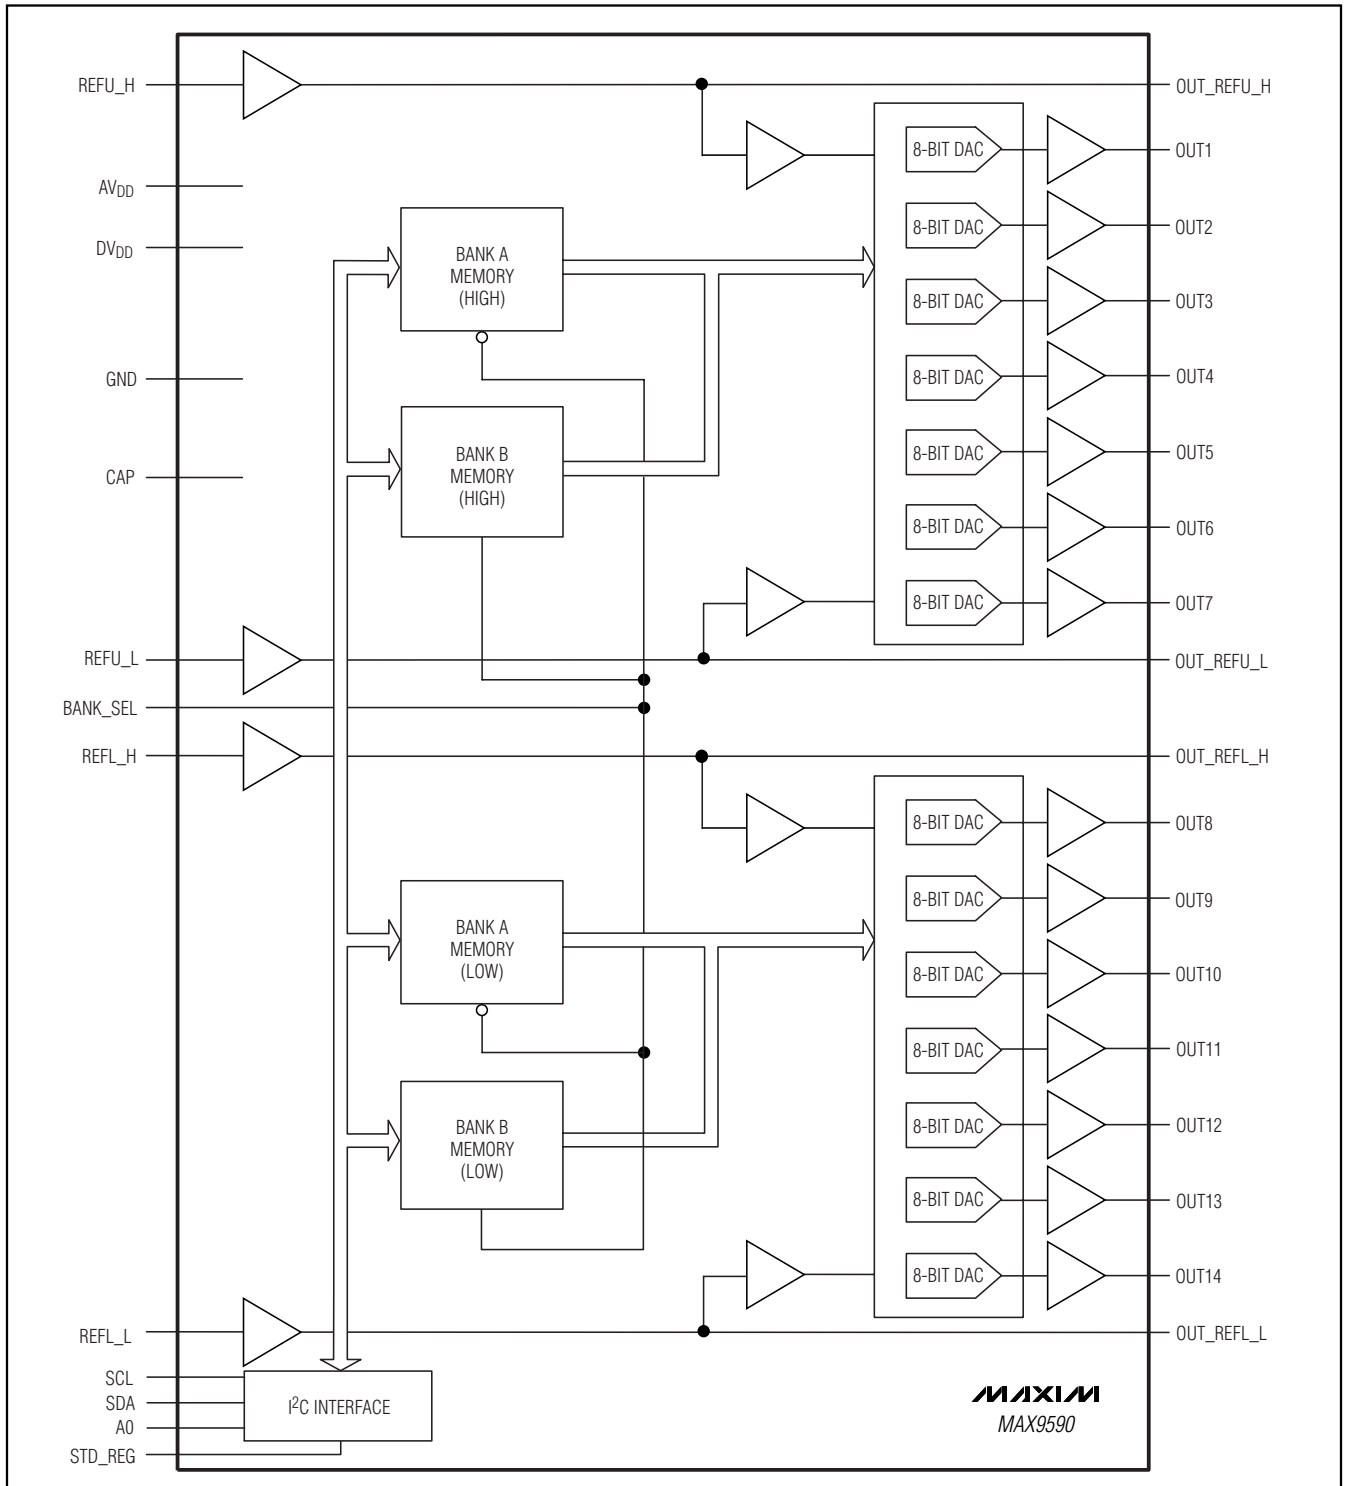 REFU_H
OUT_REFU_H
8-BIT DAC
OUT1
AVDD
8-BIT DAC
OUT2
DVDD
BANK A
MEMORY
(HIGH)
8-BIT DAC
OUT3
GND
8-BIT DAC
OUT4
BANK B
MEMORY
(HIGH)
8-BIT DAC
OUT5
CAP
8-BIT DAC
OUT6
8-BIT DAC
OUT7
REFU_L
OUT_REFU_L
BANK_SEL
REFL_H
OUT_REFL_H
8-BIT DAC
OUT8
8-BIT DAC
OUT9
BANK A
MEMORY
(LOW)
8-BIT DAC
OUT10
8-BIT DAC
OUT11
BANK B
MEMORY
(LOW)
8-BIT DAC
OUT12
8-BIT DAC
OUT13
8-BIT DAC
OUT14
REFL_L
OUT_REFL_L
SCL
SDA
A0
STD_REG
I2C INTERFACE
MAXIM
MAX9590